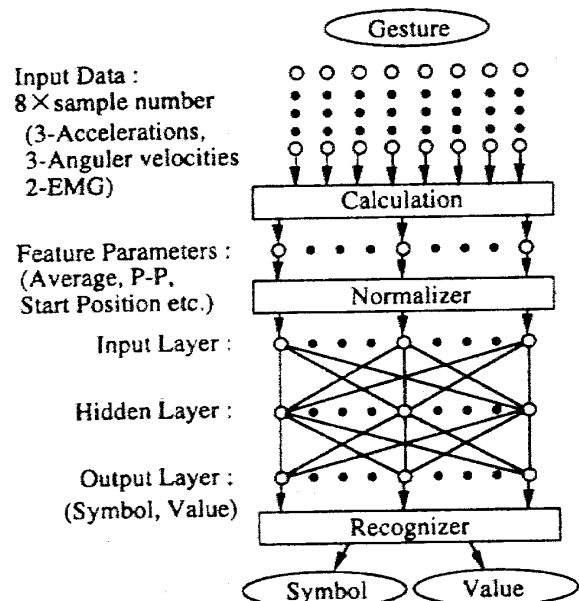 Gesture
Input Data :
8×sample number
(3-Accelerations,
3-Anguler velocities
2-EMG)
Calculation
Feature Parameters :
(Average, P-P,
Start Position etc.)
Normalizer
Input Layer :
Hidden Layer :
Output Layer :
(Symbol, Value)
Recognizer
Symbol
Value